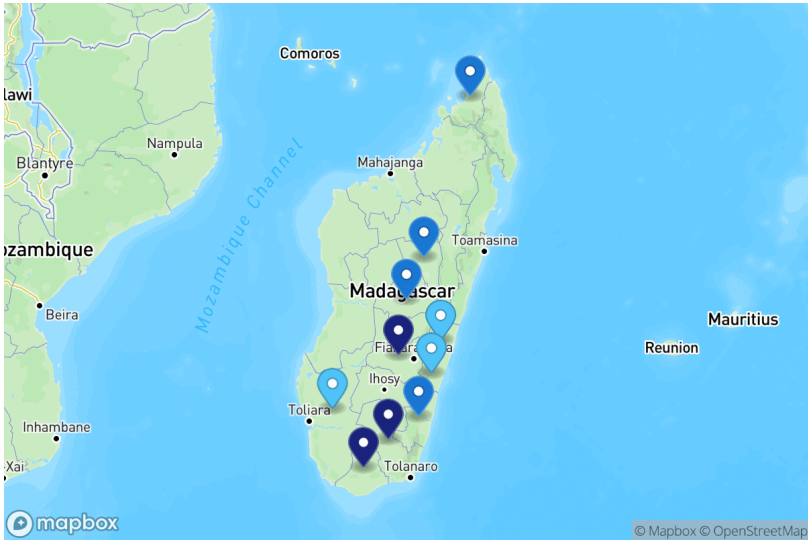 Comoros
lawi
Nampula
Blantyre
Mahajanga
Mozambique Channel
Toamasina
ozambique
Madagascar
Beira
Mauritius
Reunion
Ihosy
Toliara
Inhambane
-Xai
Tolanaro
mapbox
© Mapbox © OpenStreetMap